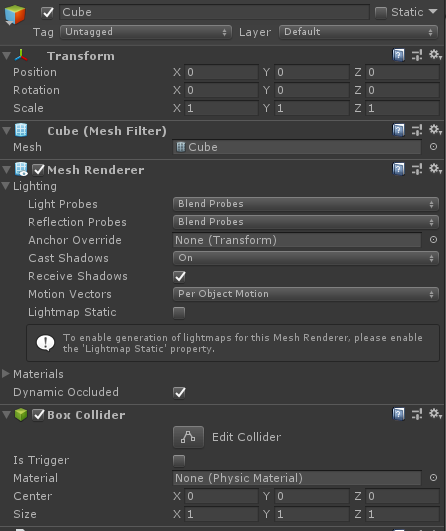 Cube Static
Tag Untagged Layer Default
Transform
Position X 0 Y 0 Z 0
Rotation X 0 Y 0 Z 0
Scale X 1 Y 1 Z 1
Cube (Mesh Filter)
Mesh Cube
Mesh Renderer
Lighting
Light Probes Blend Probes
Reflection Probes Blend Probes
Anchor Override None (Transform)
Cast Shadows On
Receive Shadows
Motion Vectors Per Object Motion
Lightmap Static
To enable generation of lightmaps for this Mesh Renderer, please enable
the 'Lightmap Static' property.
Materials
Dynamic Occluded
Box Collider
Edit Collider
Is Trigger
Material None (Physic Material)
Center X 0 Y 0 Z 0
Size X 1 Y 1 Z 1